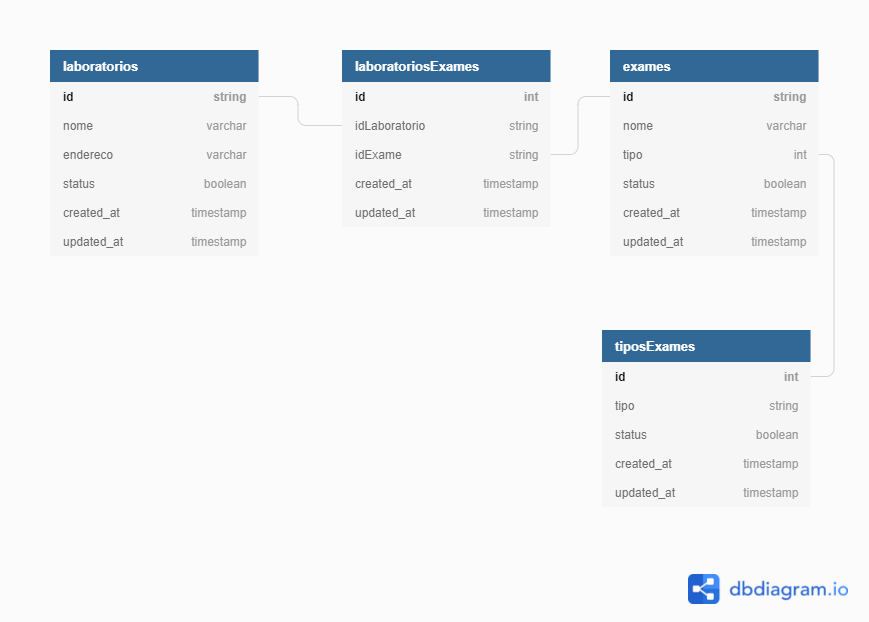 laboratorios
id string
nome varchar
endereco varchar
status boolean
created_at timestamp
updated_at timestamp
laboratoriosExames
id int
idLaboratorio string
idExame string
created_at timestamp
updated_at timestamp
exames
id string
nome varchar
tipo int
status boolean
created_at timestamp
updated_at timestamp
tiposExames
id int
tipo string
status boolean
created_at timestamp
updated_at timestamp
dbdiagram.io